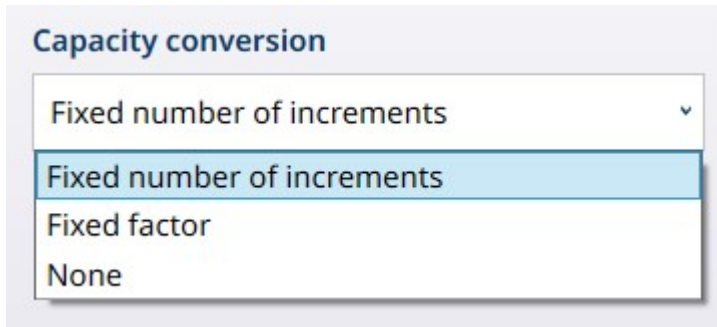 Capacity conversion
Fixed number of increments
Fixed number of increments
Fixed factor
None